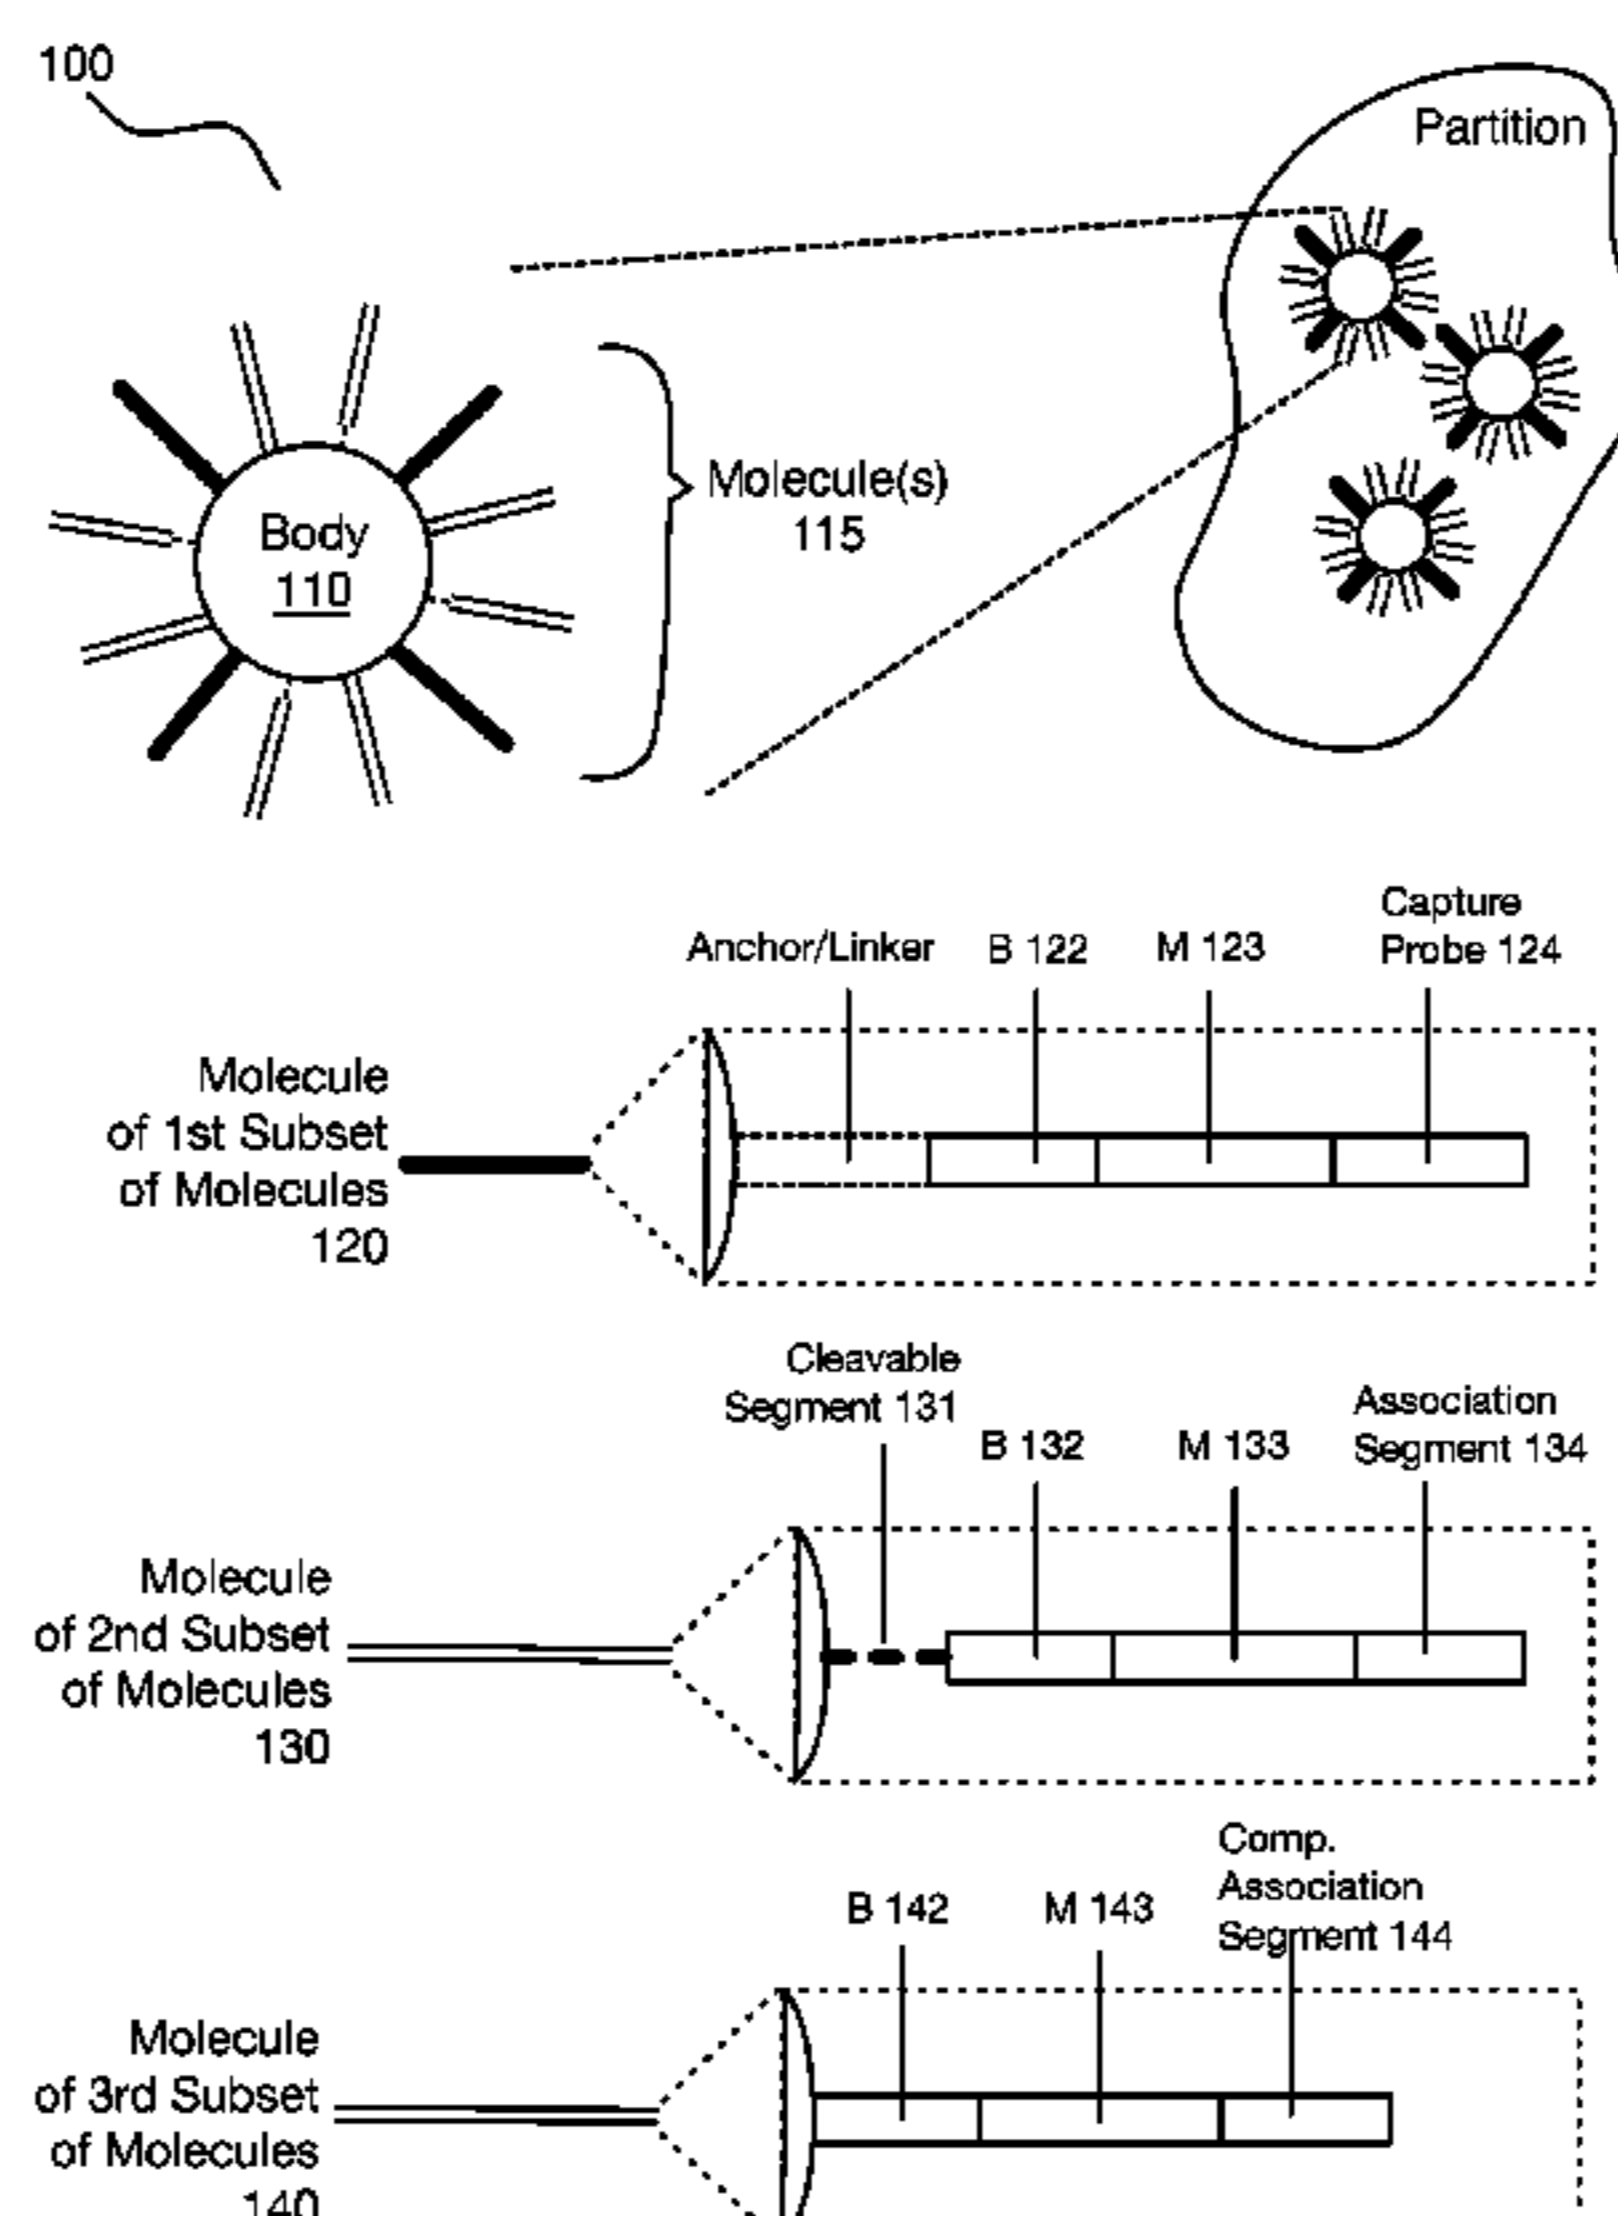 100
Partition
Body
110
Molecule(s)
115
Anchor/Linker
B 122
M 123
Capture
Probe 124
Molecule
of 1st Subset
of Molecules
120
Cleavable
Segment 131
B 132
M 133
Association
Segment 134
Molecule
of 2nd Subset
of Molecules
130
B 142
M 143
Comp.
Association
Segment 144
Molecule
of 3rd Subset
of Molecules
140